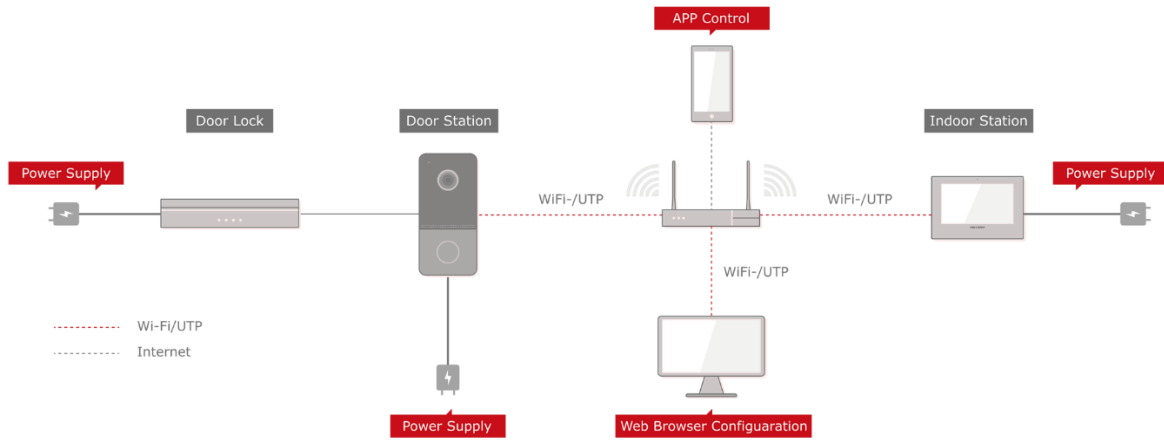 APP Control
Door Lock
Door Station
Indoor Station
Power Supply
Power Supply
WiFi-/UTP
WiFi-/UTP
WiFi-/UTP
Wi-Fi/UTP
Internet
Power Supply
Web Browser Configuaration